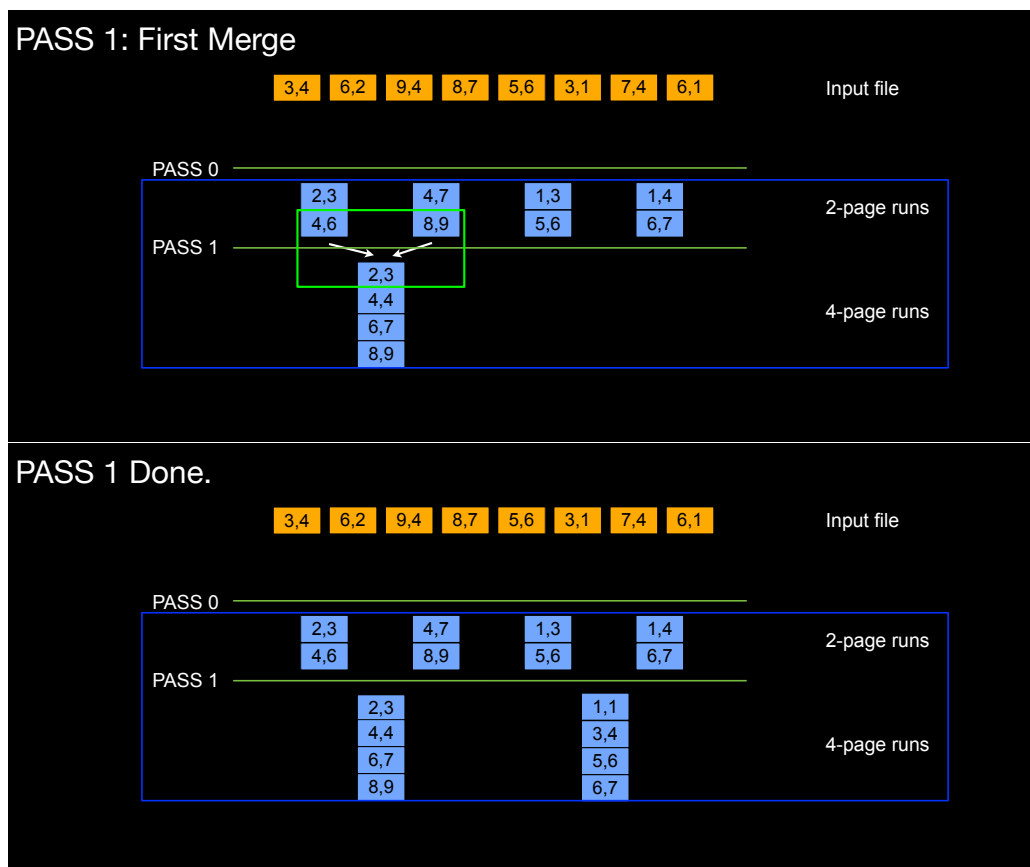 PASS 1: First Merge
3,4 6,2 9,4 8,7 5,6 3,1 7,4 6,1 Input file
PASS 0
2,3 4,7 1,3 1,4
2-page runs
4,6 8,9 5,6 6,7
PASS 1
2,3
4,4
4-page runs
6,7
8,9
PASS 1 Done.
3,4 6,2 9,4 8,7 5,6 3,1 7,4 6,1 Input file
PASS 0
2,3 4,7 1,3 1,4
2-page runs
4,6 8,9 5,6 6,7
PASS 1
2,3 1,1
4,4 3,4
4-page runs
6,7 5,6
8,9 6,7